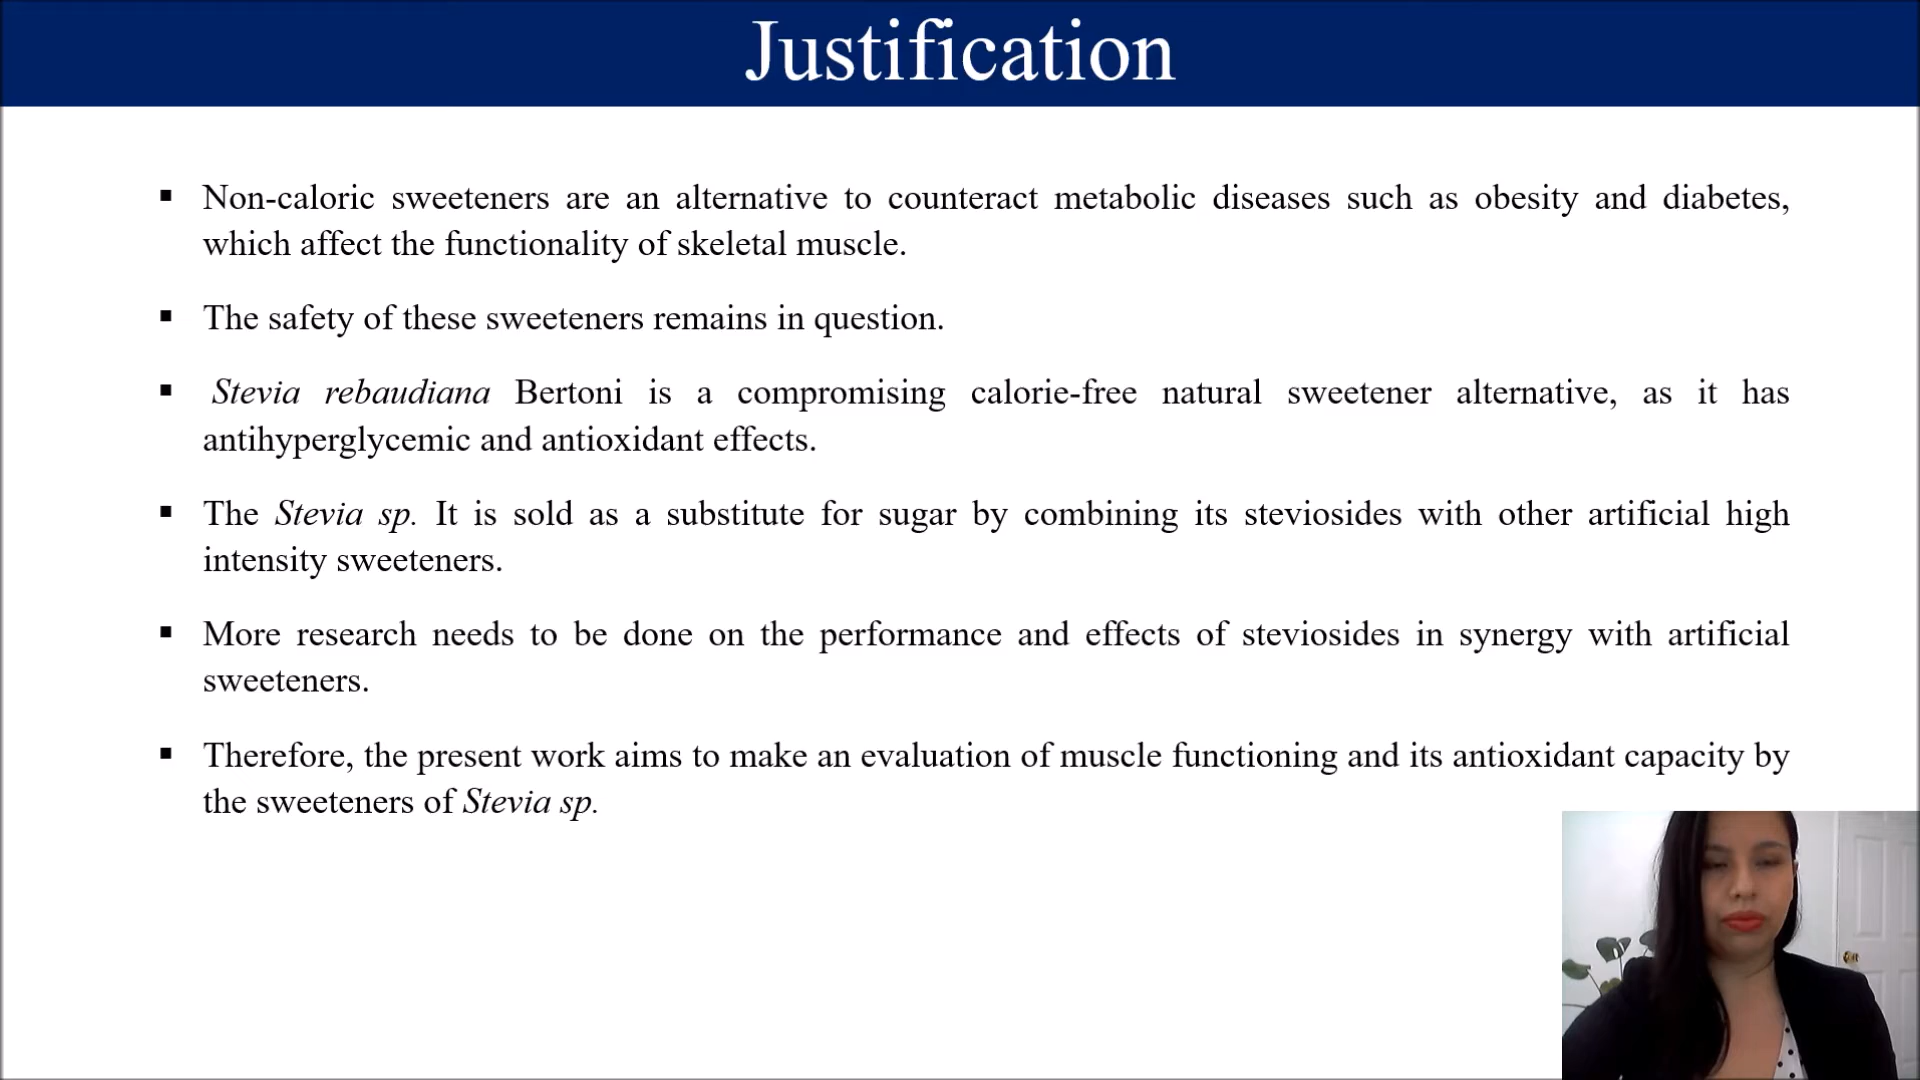 Justification
▪ Non-caloric sweeteners are an alternative to counteract metabolic diseases such as obesity and diabetes,
which affect the functionality of skeletal muscle.
▪ The safety of these sweeteners remains in question.
▪ Stevia rebaudiana Bertoni is a compromising calorie-free natural sweetener alternative, as it has
antihyperglycemic and antioxidant effects.
▪ The Stevia sp. It is sold as a substitute for sugar by combining its steviosides with other artificial high
intensity sweeteners.
▪ More research needs to be done on the performance and effects of steviosides in synergy with artificial
sweeteners.
▪ Therefore, the present work aims to make an evaluation of muscle functioning and its antioxidant capacity by
the sweeteners of Stevia sp.